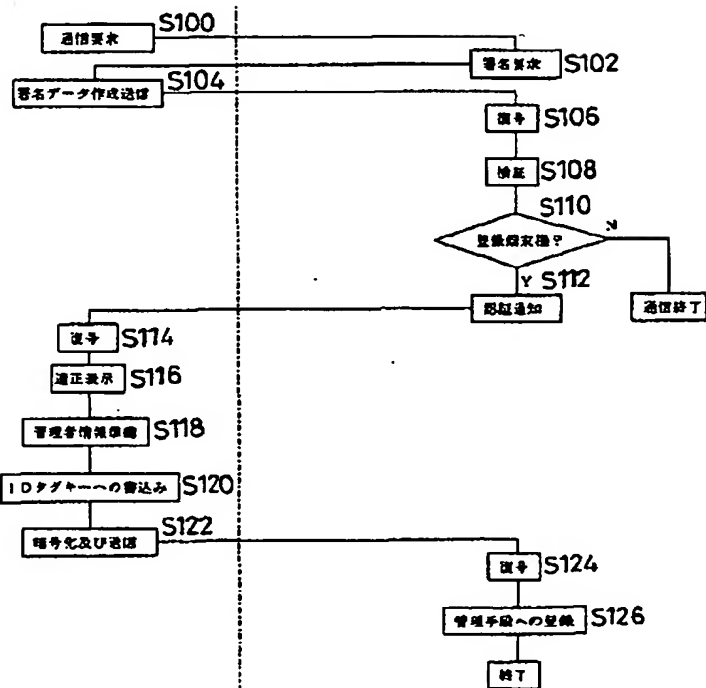 通信要求 S100
署名要求 S102
署名データ作成送信 S104
復号 S106
検証 S108
S110
登録端末機? N
Y S112
認証通知
通信終了
復号 S114
適正表示 S116
管理者情報準備 S118
IDタグキーへの書込み S120
暗号化及び送信 S122
復号 S124
管理手段への登録 S126
終了